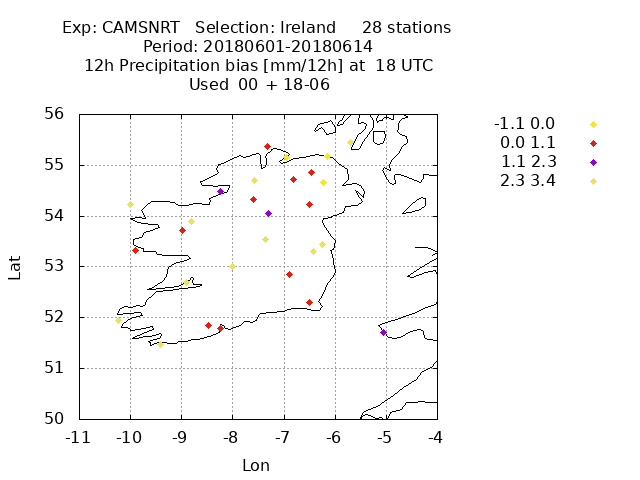 Exp: CAMSNRT   Selection: Ireland     28 stations
Period: 20180601-20180614
12h Precipitation bias [mm/12h] at  18 UTC
Used  00 + 18-06
-1.1 0.0
0.0 1.1
1.1 2.3
2.3 3.4
56
55
54
53
52
51
50
Lat
-11 -10 -9 -8 -7 -6 -5 -4
Lon